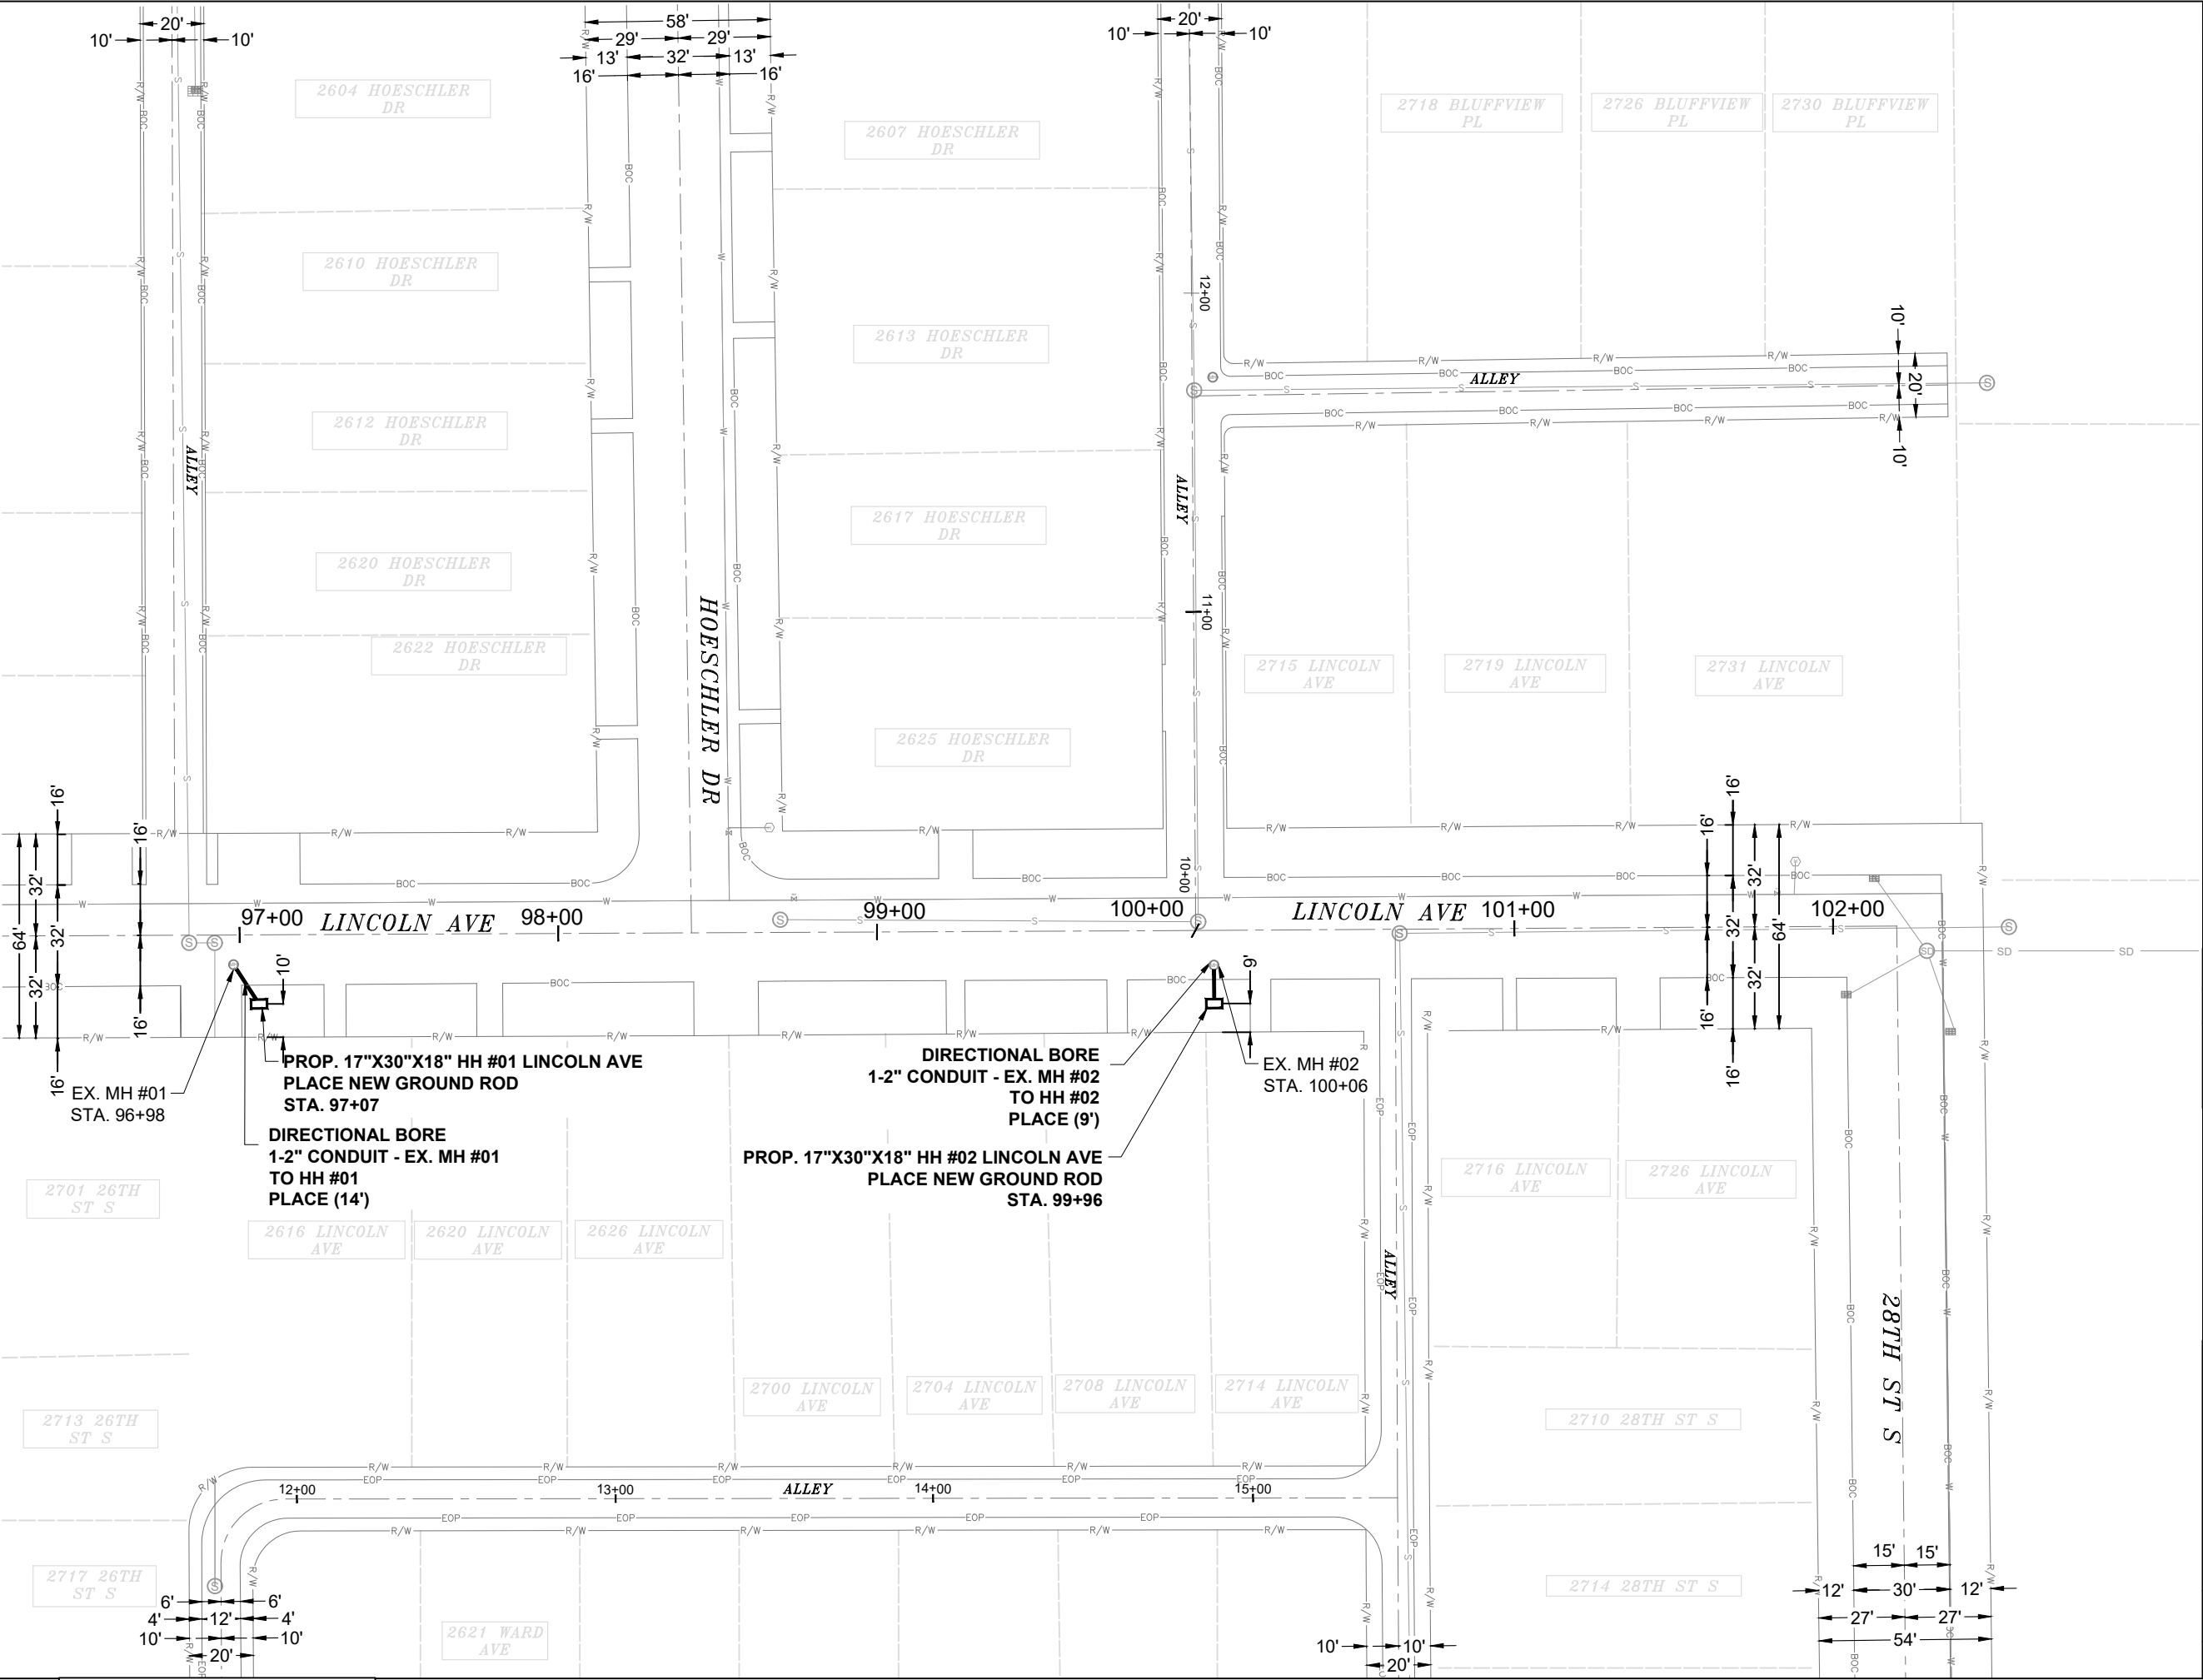 20'
10'
10'
58'
29'
29'
13'
32'
13'
16'
16'
20'
10'
10'
2604 HOESCHLER
DR
2607 HOESCHLER
DR
2718 BLUFFVIEW
PL
2726 BLUFFVIEW
PL
2730 BLUFFVIEW
PL
2610 HOESCHLER
DR
12+00
2613 HOESCHLER
DR
10'
20'
10'
ALLEY
2612 HOESCHLER
DR
ALLEY
ALLEY
2617 HOESCHLER
DR
2620 HOESCHLER
DR
11+00
HOESCHLER DR
2622 HOESCHLER
DR
2715 LINCOLN
AVE
2719 LINCOLN
AVE
2731 LINCOLN
AVE
2625 HOESCHLER
DR
16'
16'
64'
32'
32'
32'
16'
16'
10+00
16'
16'
32'
32'
64'
32'
16'
16'
97+00
LINCOLN AVE
98+00
99+00
100+00
LINCOLN AVE
101+00
102+00
10'
9'
R/W
BOC
EOP
S
W
SD
EX. MH #01
STA. 96+98
PROP. 17"X30"X18" HH #01 LINCOLN AVE
PLACE NEW GROUND ROD
STA. 97+07
DIRECTIONAL BORE
1-2" CONDUIT - EX. MH #01
TO HH #01
PLACE (14')
DIRECTIONAL BORE
1-2" CONDUIT - EX. MH #02
TO HH #02
PLACE (9')
EX. MH #02
STA. 100+06
PROP. 17"X30"X18" HH #02 LINCOLN AVE
PLACE NEW GROUND ROD
STA. 99+96
2701 26TH
ST S
2616 LINCOLN
AVE
2620 LINCOLN
AVE
2626 LINCOLN
AVE
2716 LINCOLN
AVE
2726 LINCOLN
AVE
ALLEY
28TH ST S
2700 LINCOLN
AVE
2704 LINCOLN
AVE
2708 LINCOLN
AVE
2714 LINCOLN
AVE
2713 26TH
ST S
2710 28TH ST S
12+00
13+00
ALLEY
14+00
15+00
2717 26TH
ST S
2714 28TH ST S
6'
6'
4'
12'
4'
10'
10'
20'
2621 WARD
AVE
10'
10'
20'
15'
15'
12'
30'
12'
27'
27'
54'